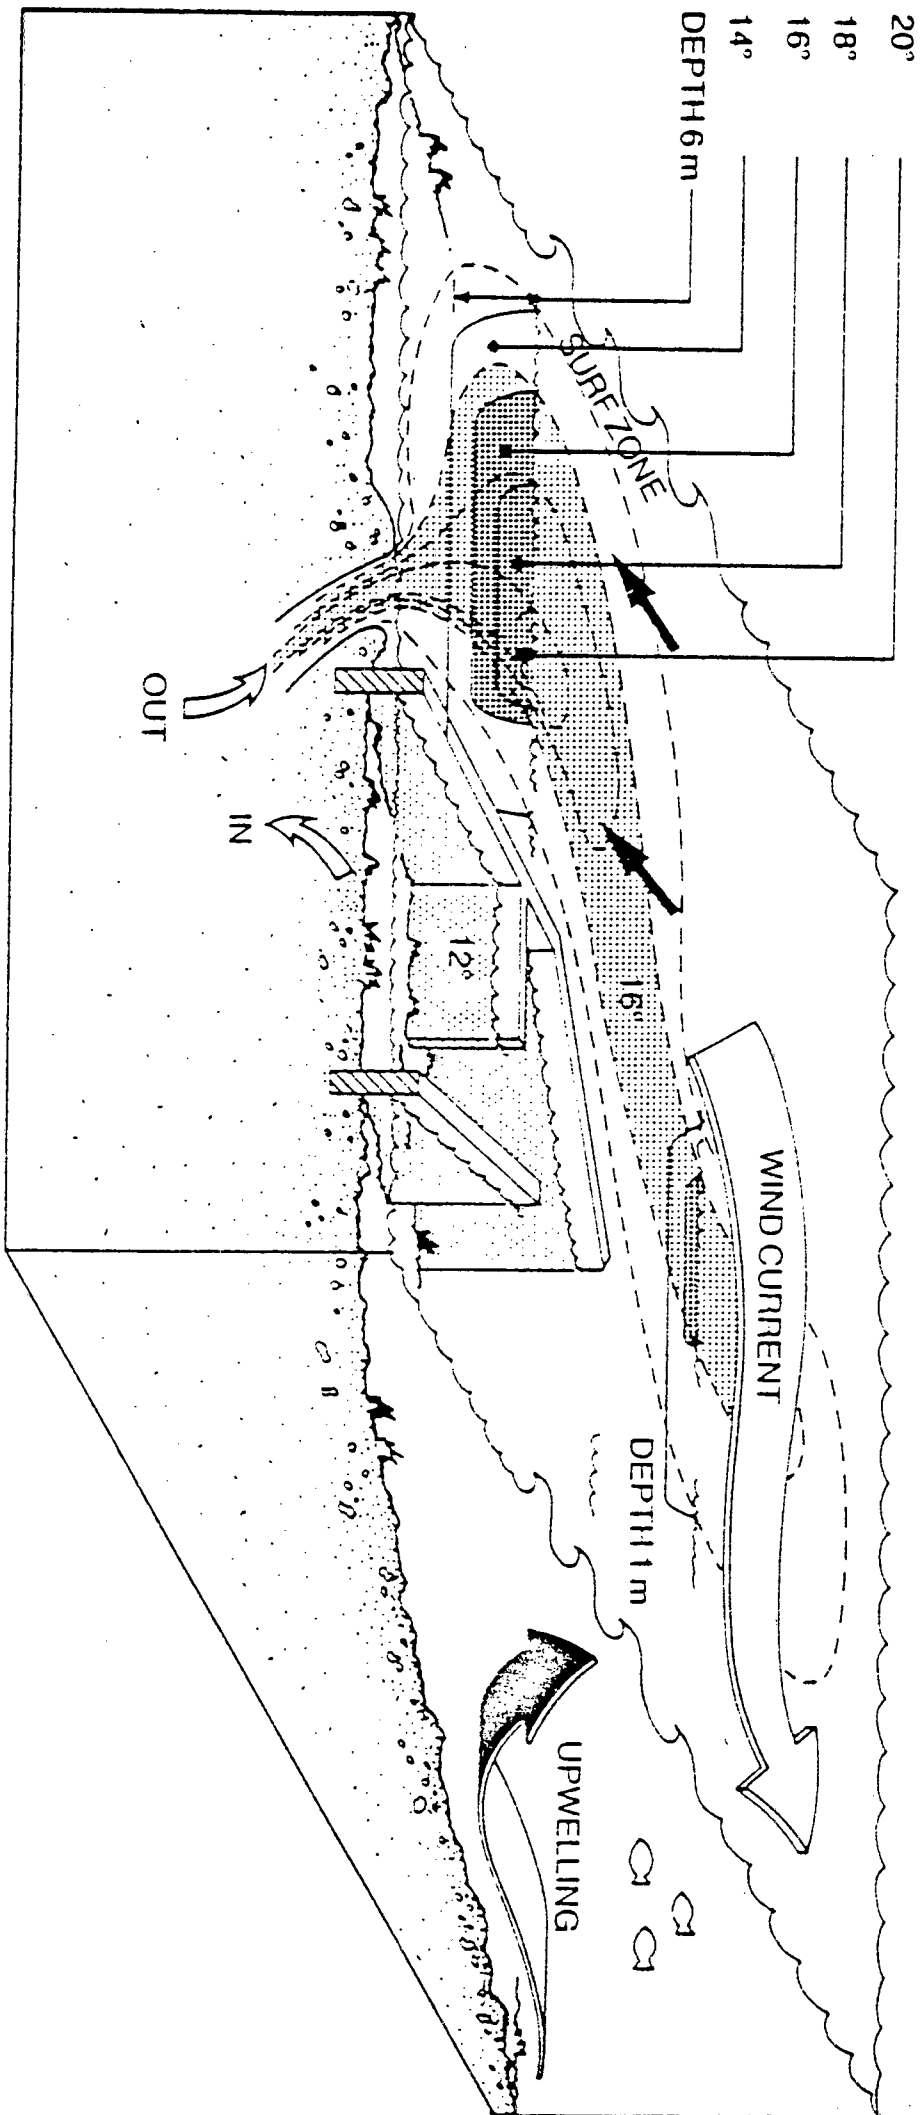 20°
18°
16°
14°
DEPTH 6 m
SURF ZONE
16°
WIND CURRENT
DEPTH 1 m
UPWELLING
12°
OUT
IN